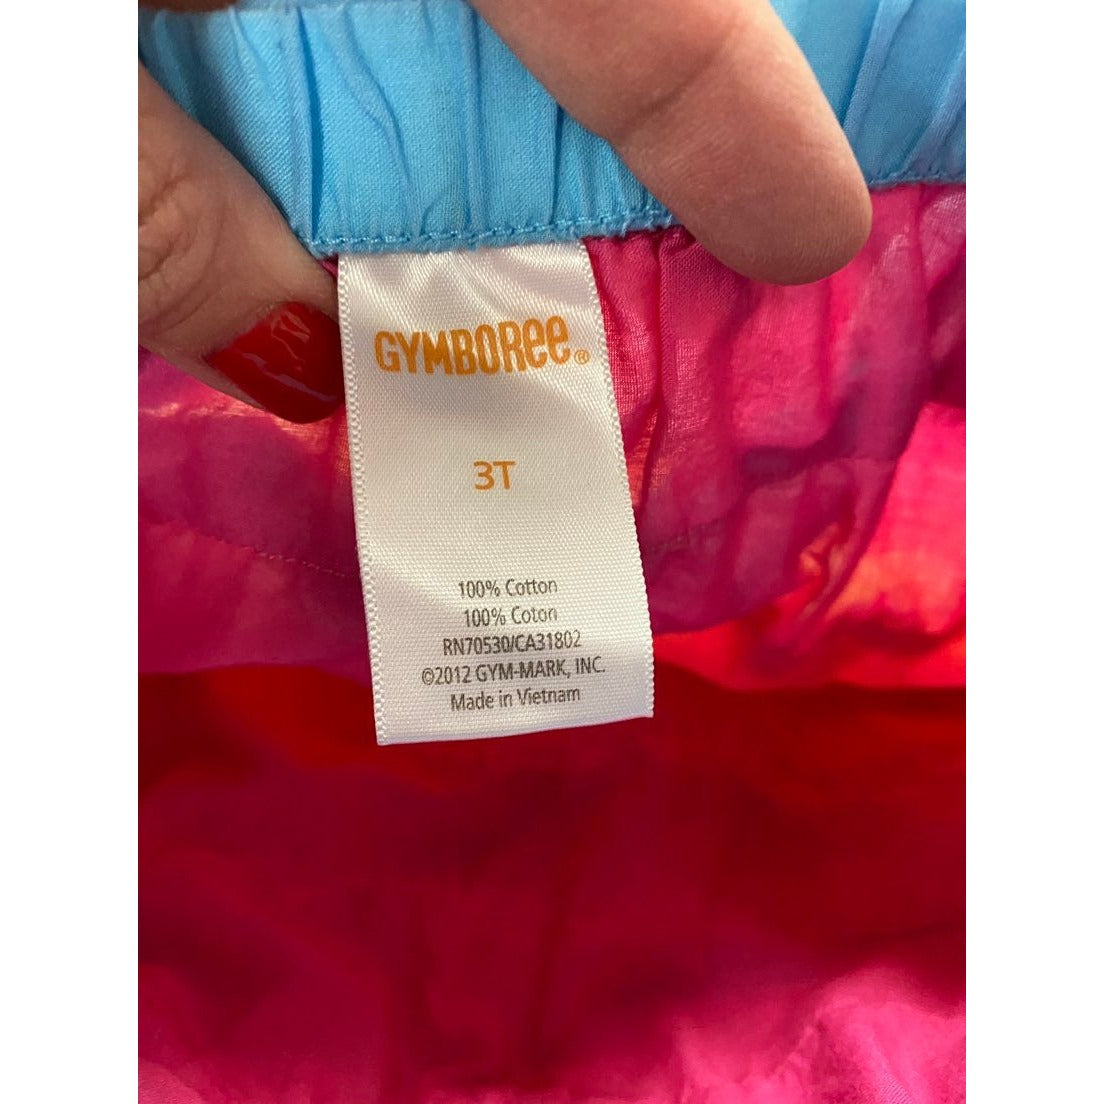 GYMBOREE®
3T
100% Cotton
100% Coton
RN70530/CA31802
©2012 GYM-MARK, INC.
Made in Vietnam